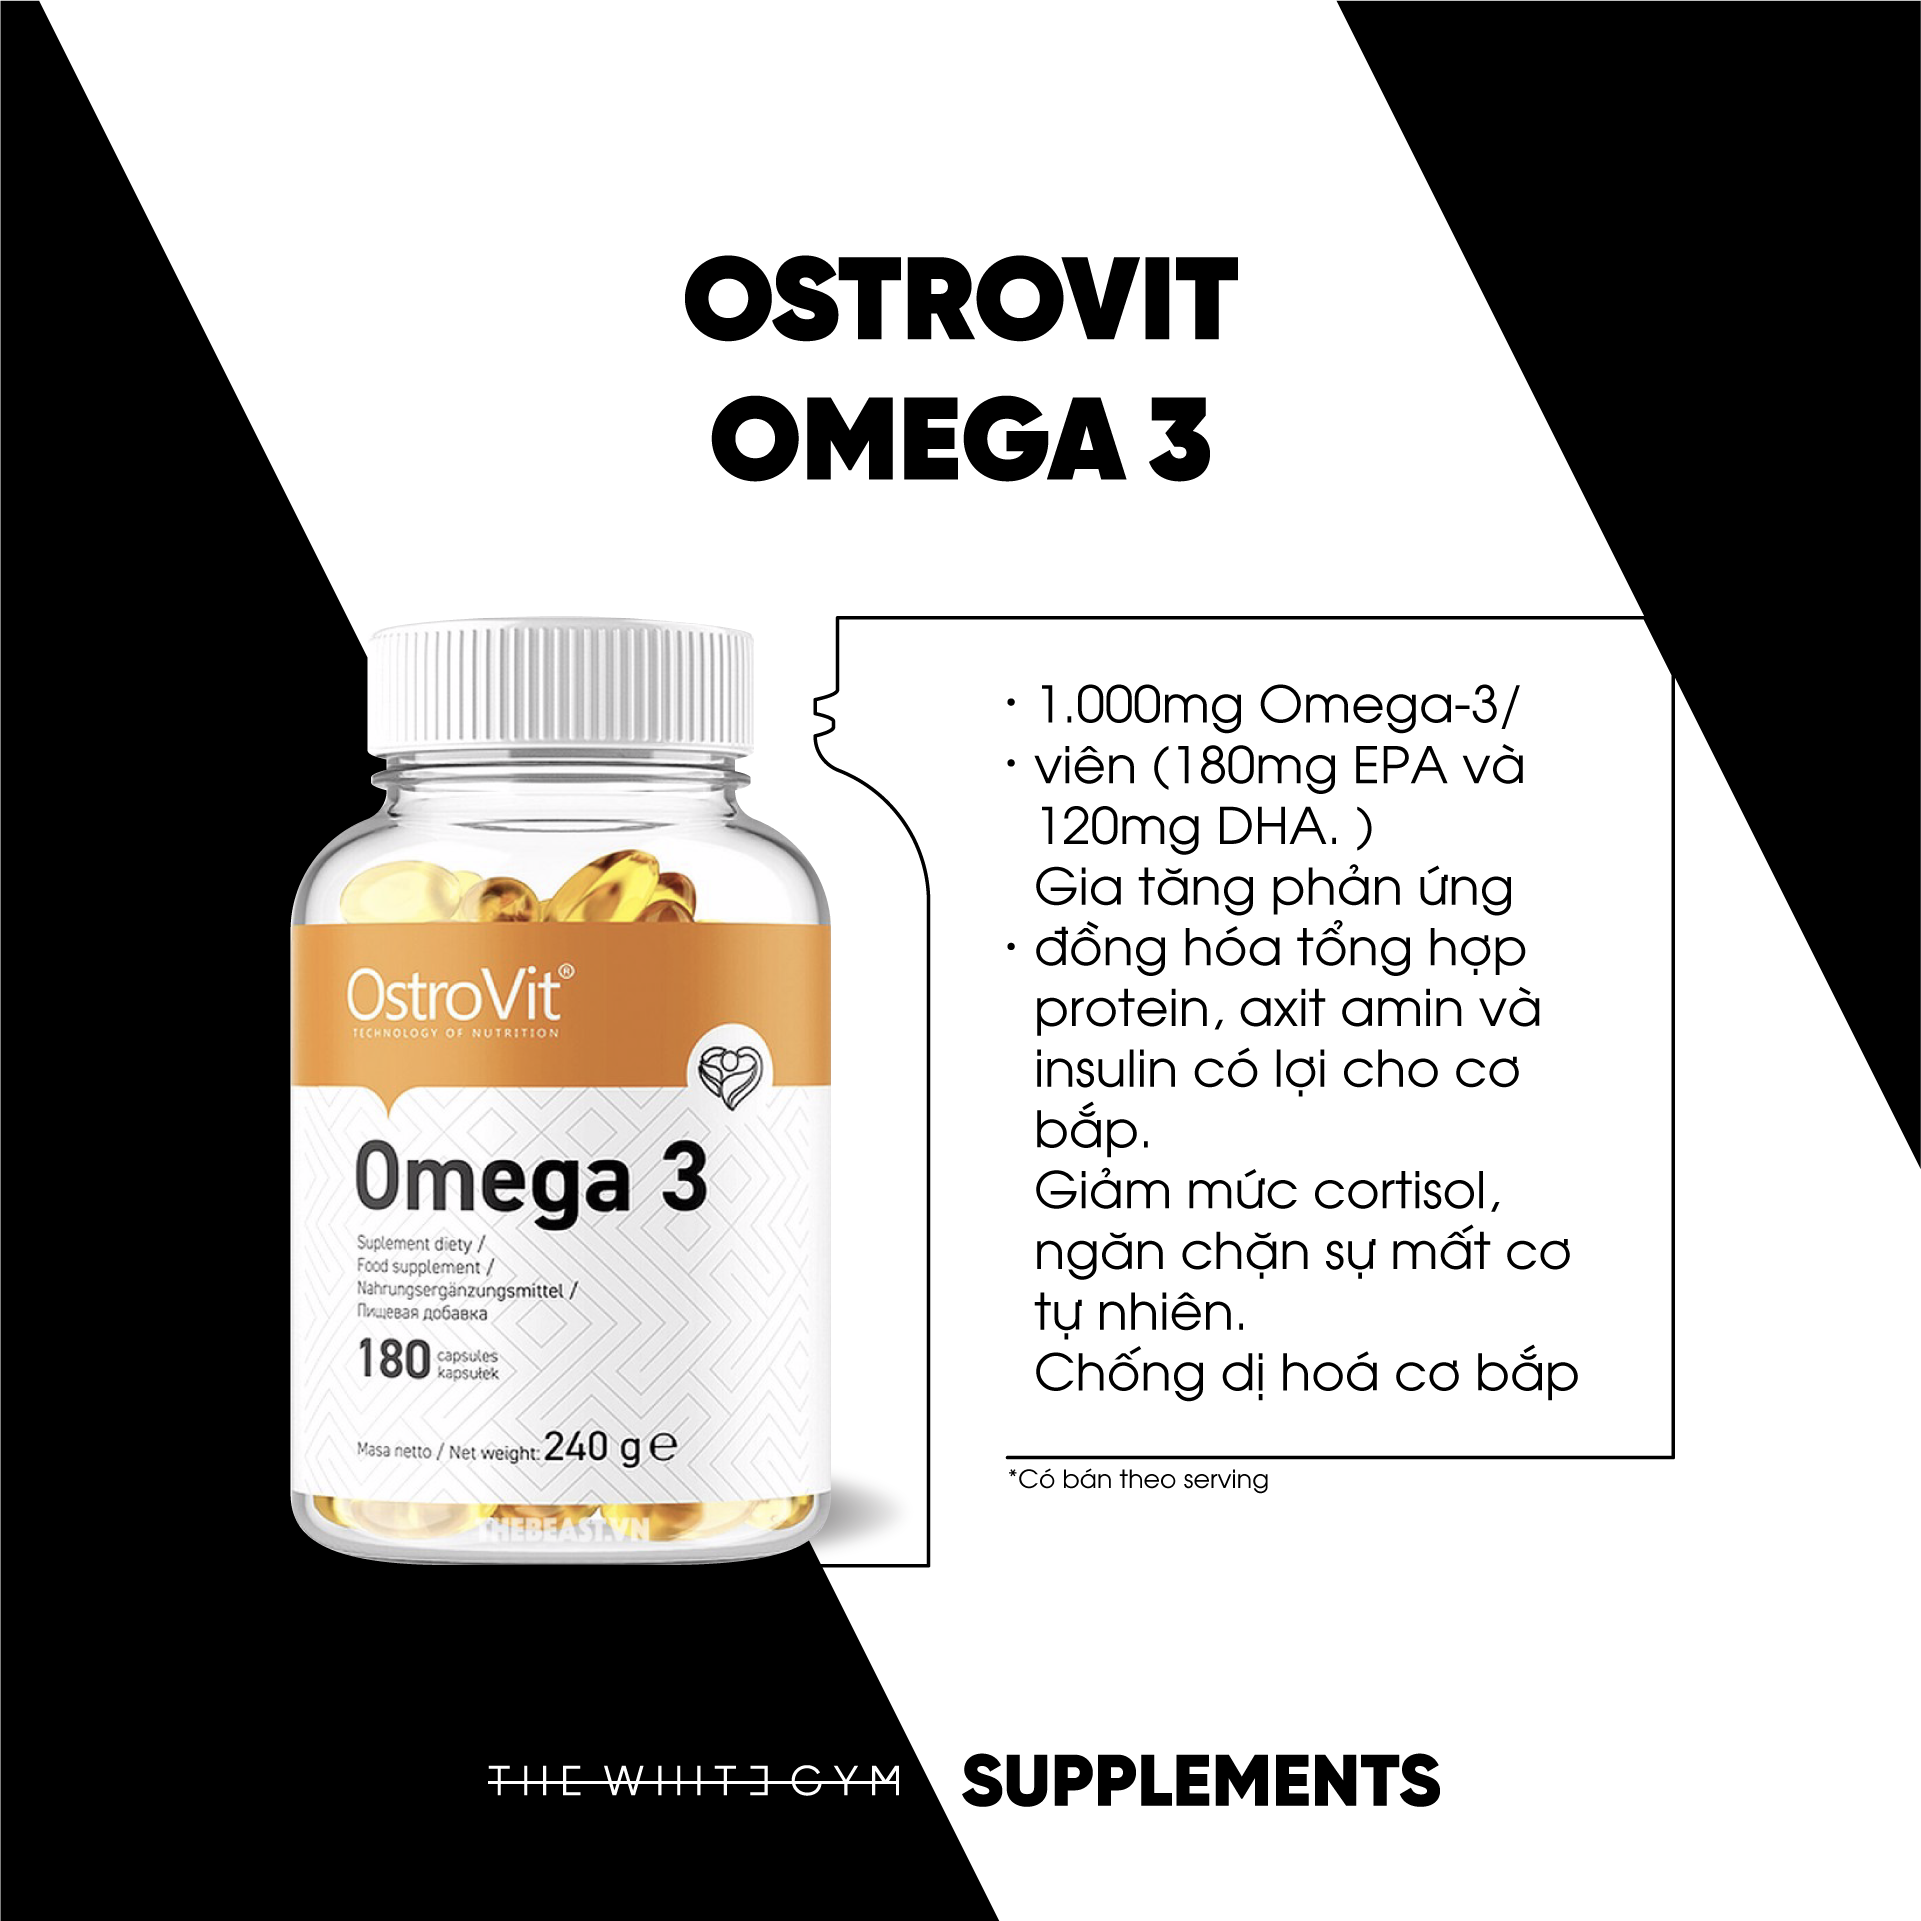 OSTROVIT
OMEGA 3
• 1.000mg Omega-3/
• viên (180mg EPA và
120mg DHA. )
Gia tăng phản ứng
• đồng hóa tổng hợp
protein, axit amin và
insulin có lợi cho cơ
bắp.
Giảm mức cortisol,
ngăn chặn sự mất cơ
tự nhiên.
Chống dị hoá cơ bắp
*Có bán theo serving
OstroVit®
TECHNOLOGY OF NUTRITION
Omega 3
Suplement diety /
Food supplement /
Nahrungsergänzungsmittel /
Пищевая добавка
180 capsules
kapsułek
Masa netto / Net weight: 240 g ℮
THEBEAST.VN
THE WHITE GYM
SUPPLEMENTS